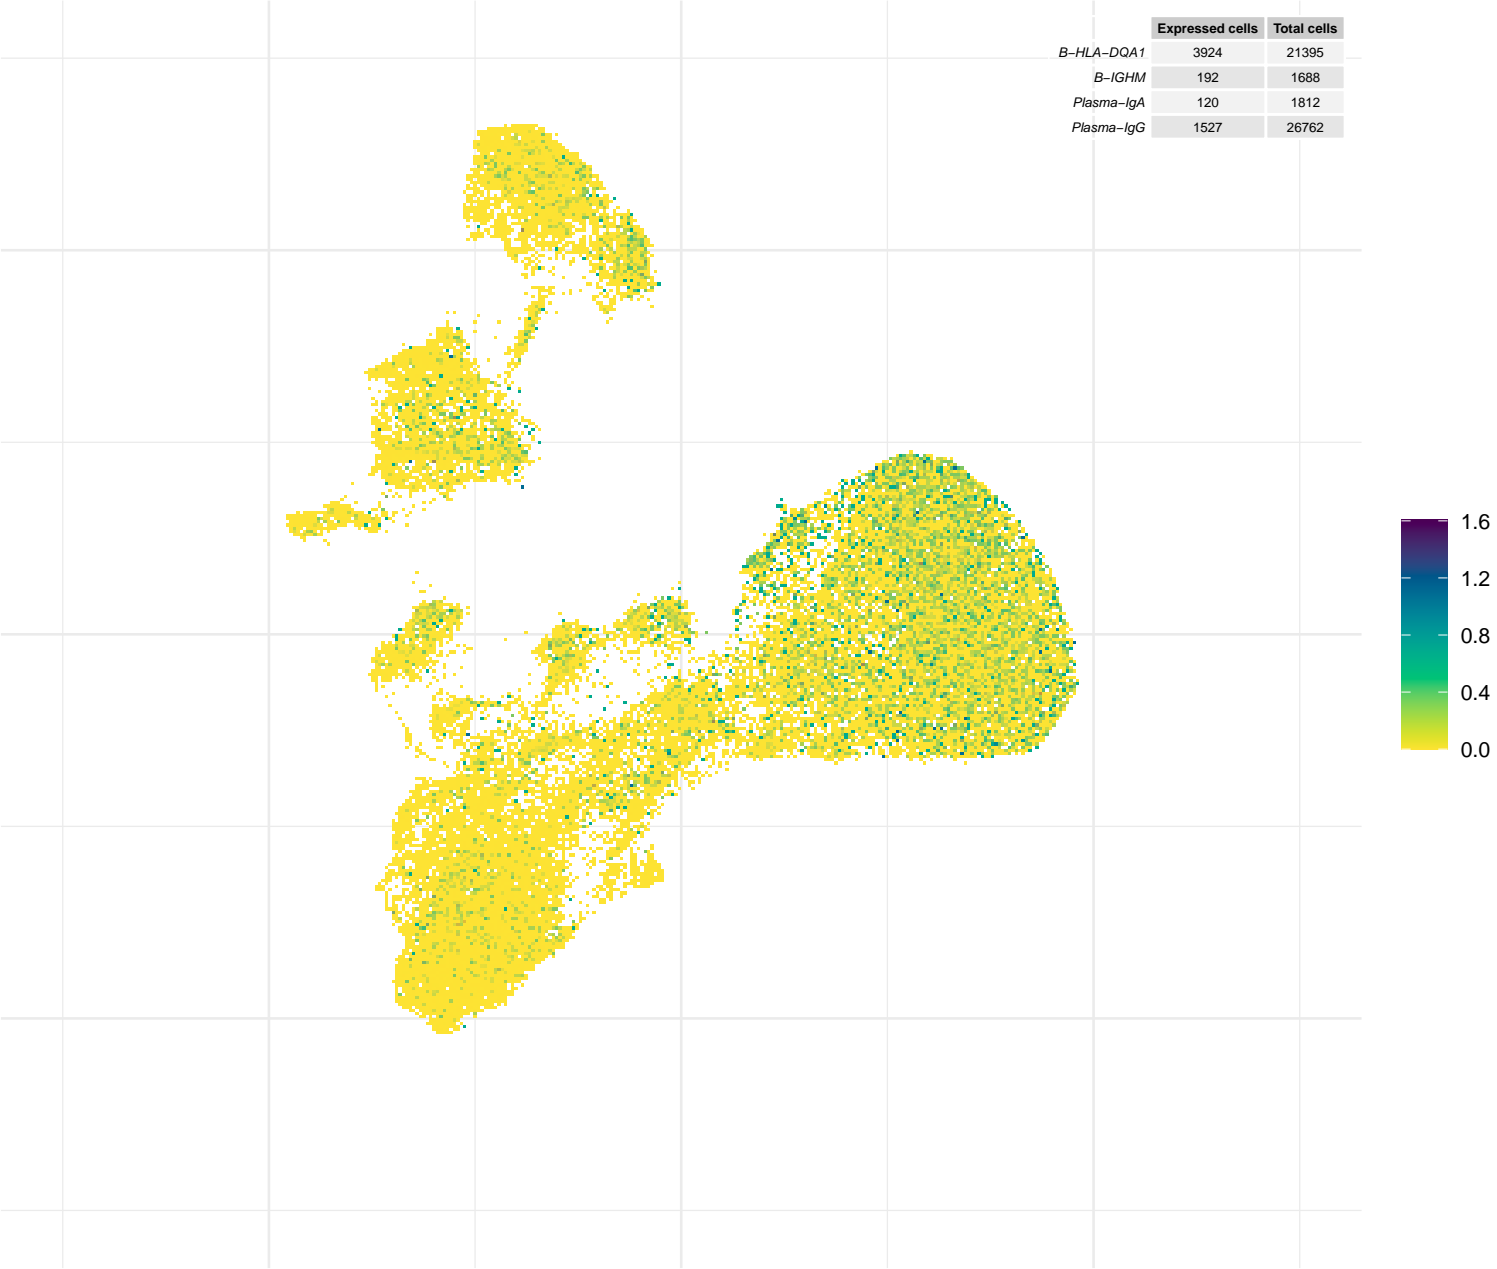 Expressed cells Total cells
B−HLA−DQA1 3924 21395
B−IGHM 192 1688
Plasma−IgA 120 1812
Plasma−IgG 1527 26762
1.6
1.2
0.8
0.4
0.0